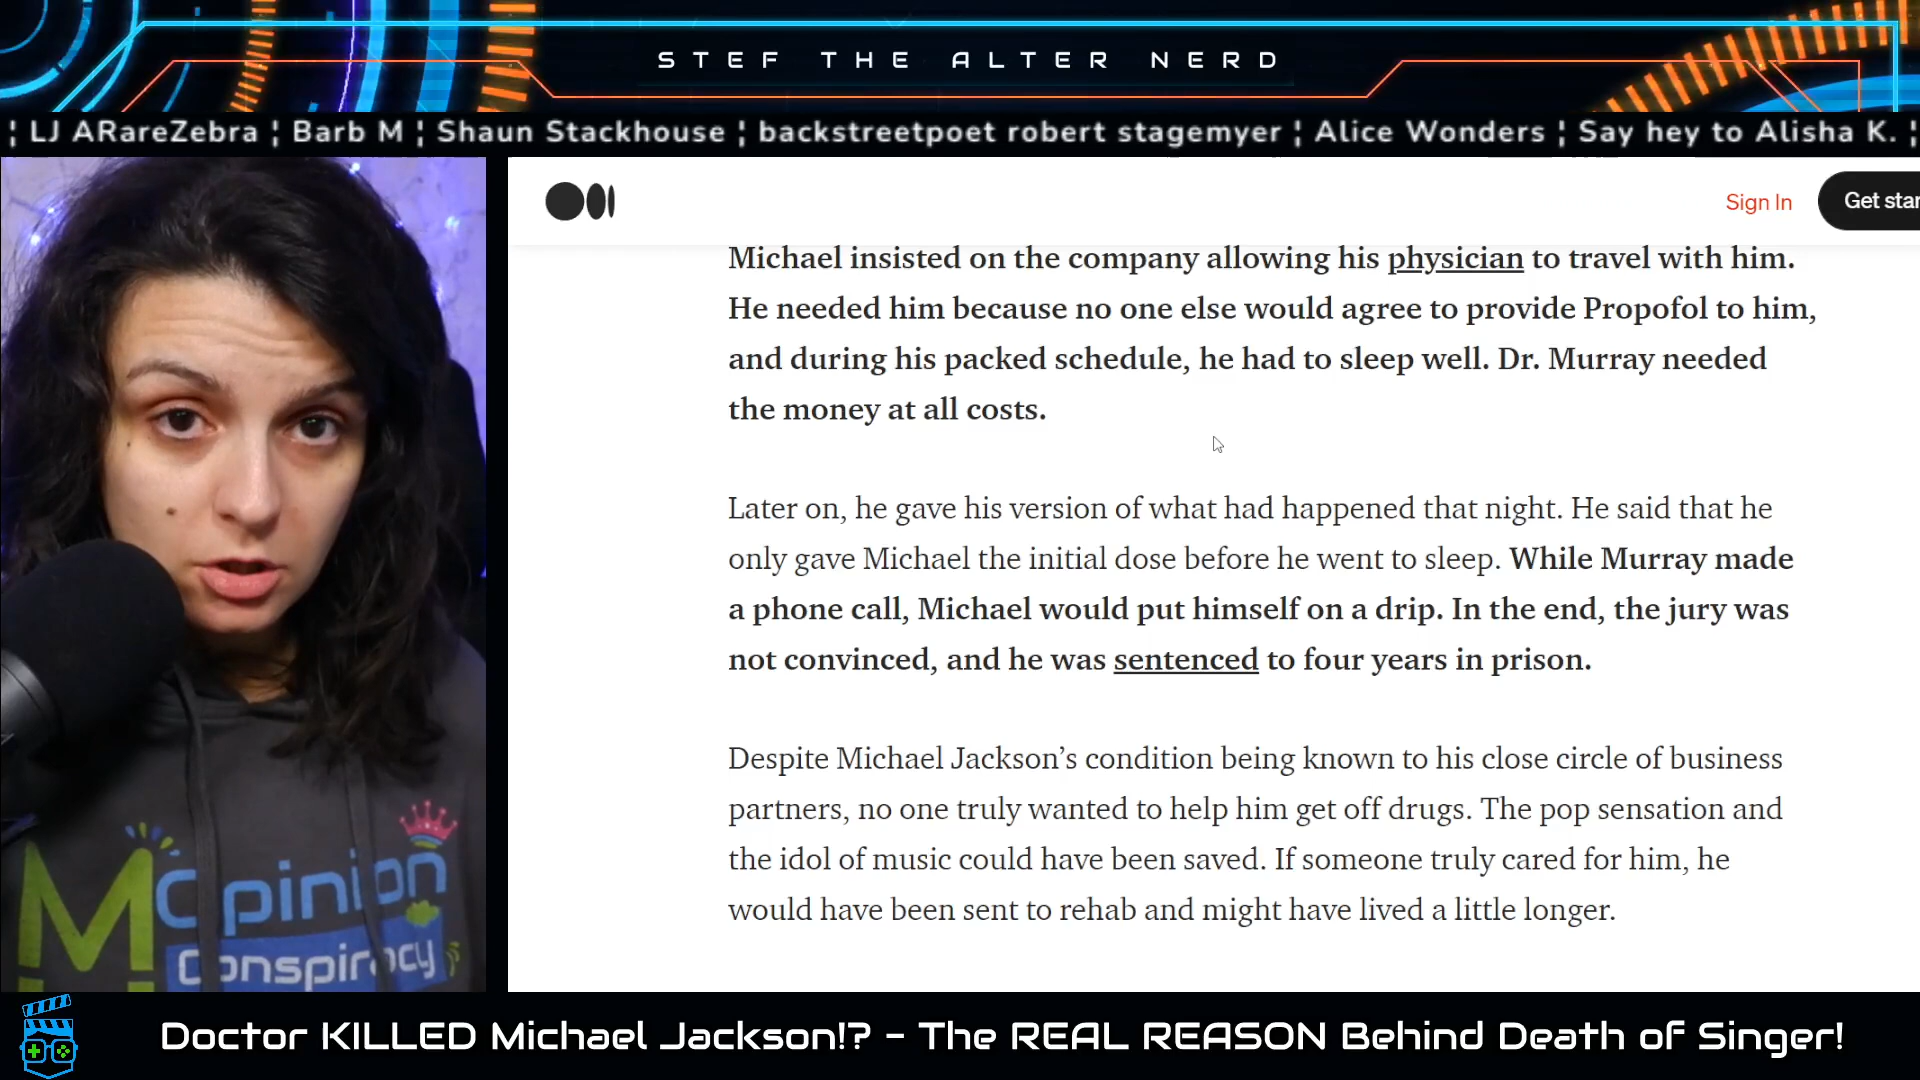 STEF THE ALTER NERD
¦ LJ ARareZebra ¦ Barb M ¦ Shaun Stackhouse ¦ backstreetpoet robert stagemyer ¦ Alice Wonders ¦ Say hey to Alisha K. ¦
Sign In
Get star
Michael insisted on the company allowing his physician to travel with him.
He needed him because no one else would agree to provide Propofol to him,
and during his packed schedule, he had to sleep well. Dr. Murray needed
the money at all costs.
Later on, he gave his version of what had happened that night. He said that he
only gave Michael the initial dose before he went to sleep. While Murray made
a phone call, Michael would put himself on a drip. In the end, the jury was
not convinced, and he was sentenced to four years in prison.
Despite Michael Jackson’s condition being known to his close circle of business
partners, no one truly wanted to help him get off drugs. The pop sensation and
the idol of music could have been saved. If someone truly cared for him, he
would have been sent to rehab and might have lived a little longer.
Opinion
Conspiracy
Doctor KILLED Michael Jackson!? - The REAL REASON Behind Death of Singer!